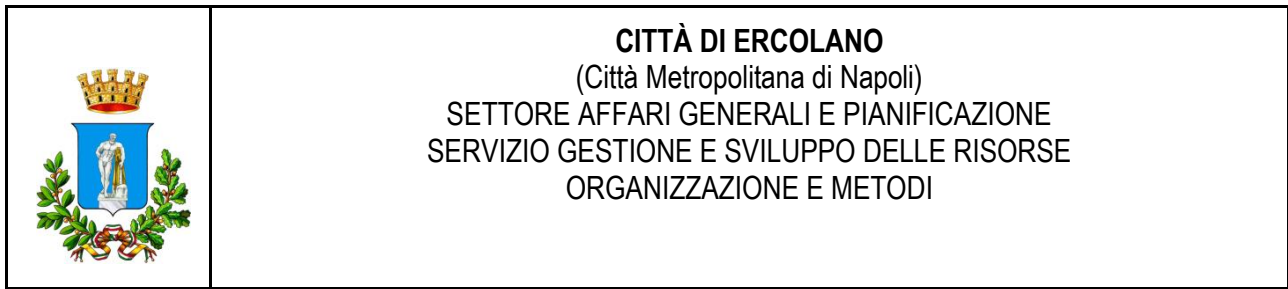 CITTÀ DI ERCOLANO
(Città Metropolitana di Napoli)
SETTORE AFFARI GENERALI E PIANIFICAZIONE
SERVIZIO GESTIONE E SVILUPPO DELLE RISORSE
ORGANIZZAZIONE E METODI